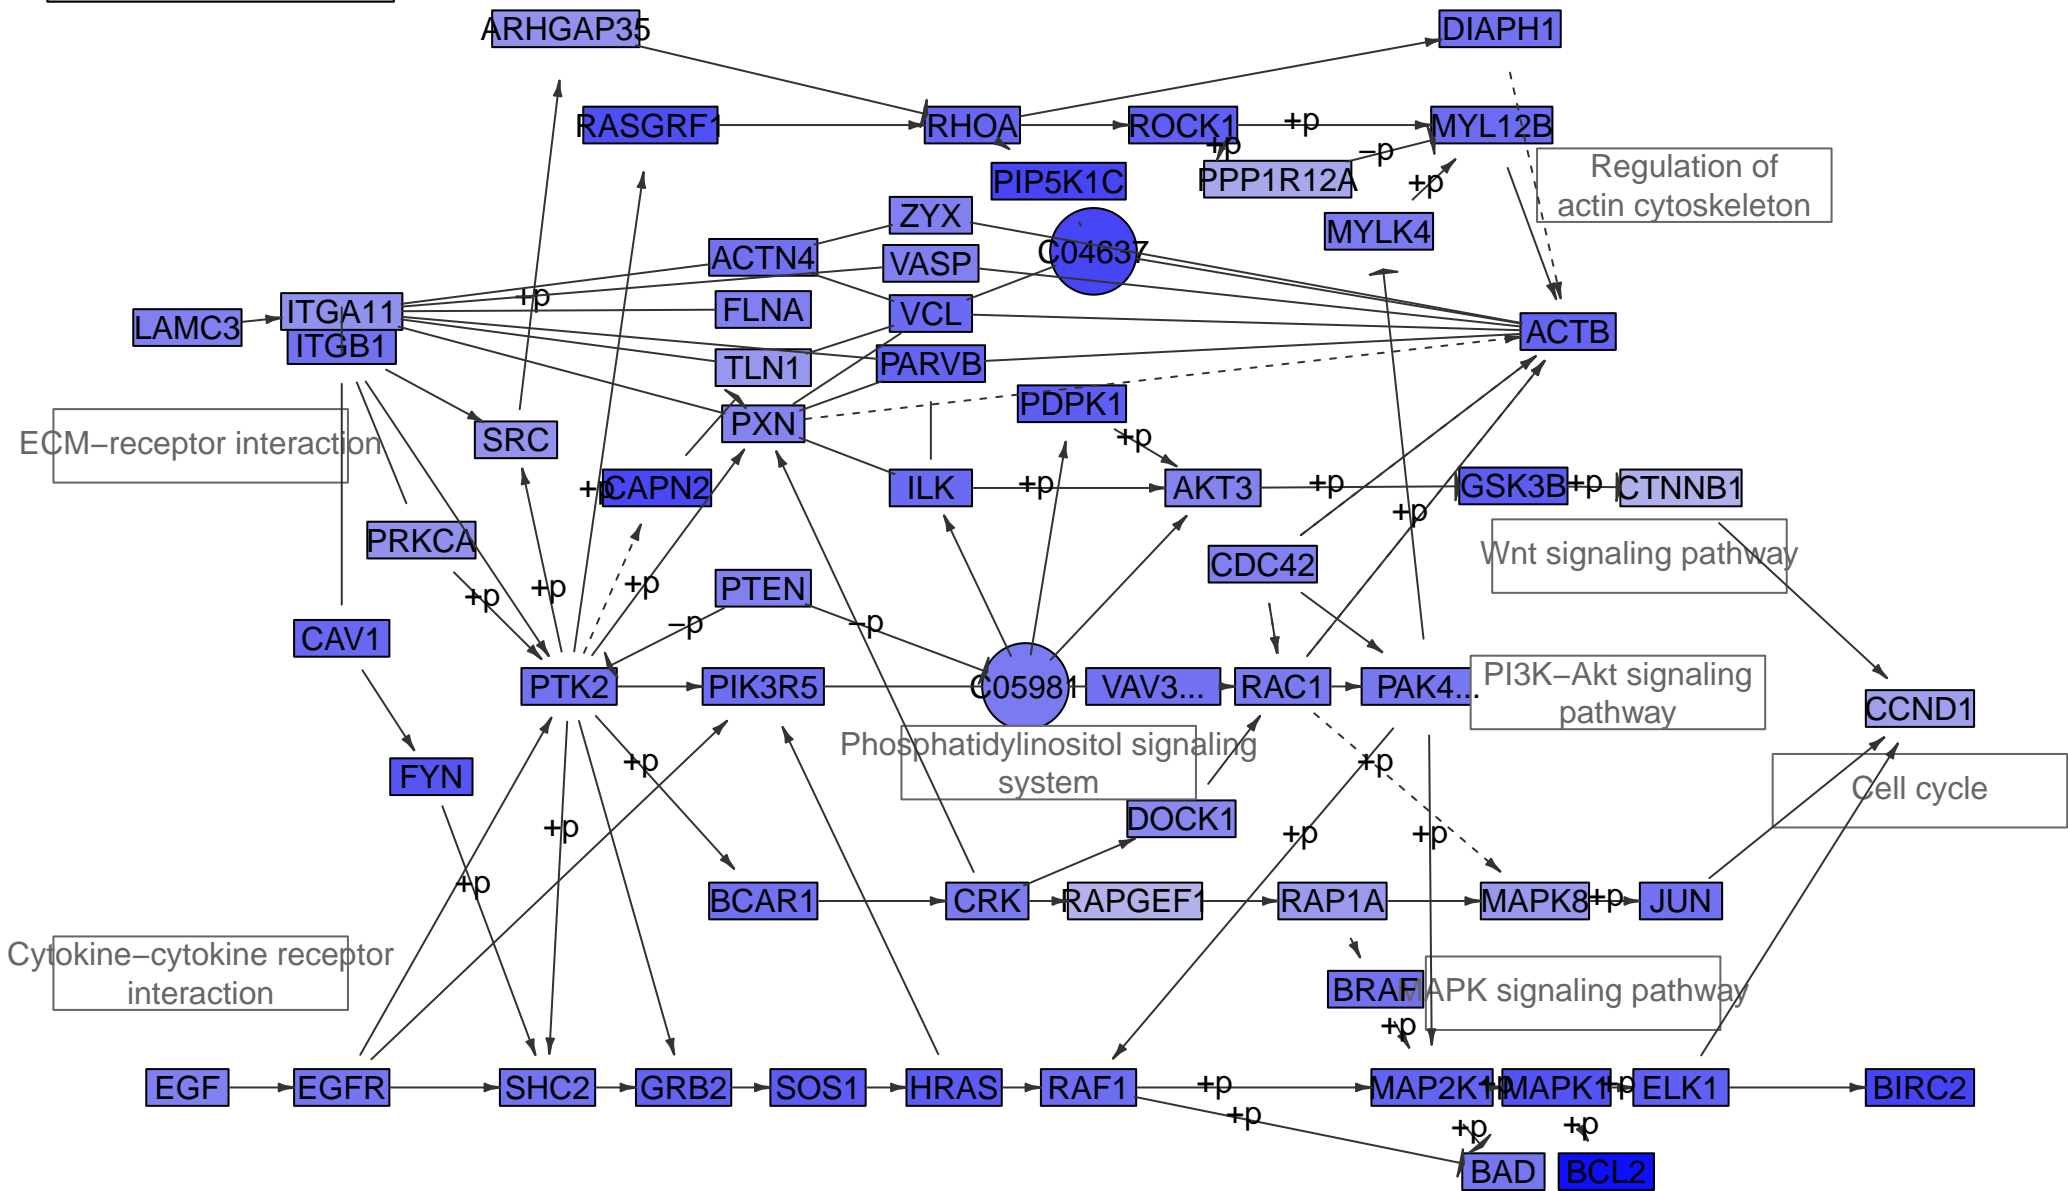 ARHGAP35
DIAPH1
RASGRF1
RHOA
ROCK1
+p
MYL12B
+p
−p
PIP5K1C
PPP1R12A
+p
Regulation of
actin cytoskeleton
ZYX
MYLK4
ACTN4
VASP
C04637
+p
LAMC3
ITGA11
FLNA
VCL
ACTB
ITGB1
TLN1
PARVB
PDPK1
PXN
ECM−receptor interaction
SRC
+p
+p
CAPN2
ILK
+p
AKT3
+p
GSK3B
+p
CTNNB1
+p
PRKCA
CDC42
Wnt signaling pathway
+p
+p
+p
PTEN
−p
−p
CAV1
PTK2
PIK3R5
C05981
VAV3...
RAC1
PAK4...
PI3K−Akt signaling
pathway
CCND1
Phosphatidylinositol signaling
system
FYN
+p
+p
Cell cycle
DOCK1
+p
+p
+p
+p
BCAR1
CRK
RAPGEF1
RAP1A
MAPK8
+p
JUN
Cytokine−cytokine receptor
interaction
BRAF
MAPK signaling pathway
+p
EGF
EGFR
SHC2
GRB2
SOS1
HRAS
RAF1
+p
MAP2K1
+p
MAPK1
+p
ELK1
BIRC2
+p
+p
+p
BAD
BCL2